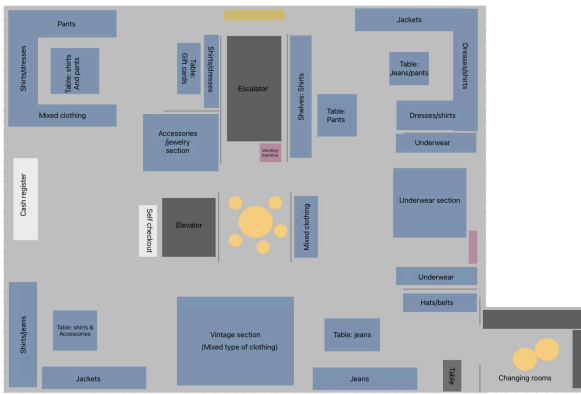 Pants
Shirts/dresses
Table: shirts
And pants
Mixed clothing
Table:
Gift cards
Shirts/dresses
Accessories
/jewelry
section
Escalator
Vending
machine
Shelves: Shirts
Table:
Pants
Jackets
Table:
Jeans/pants
Dresses/shirts
Dresses/shirts
Underwear
Cash register
Self checkout
Elevator
Mixed clothing
Underwear section
Underwear
Hats/belts
Shirts/jeans
Table: shirts &
Accessories
Jackets
Vintage section
(Mixed type of clothing)
Table: jeans
Jeans
Table
Changing rooms